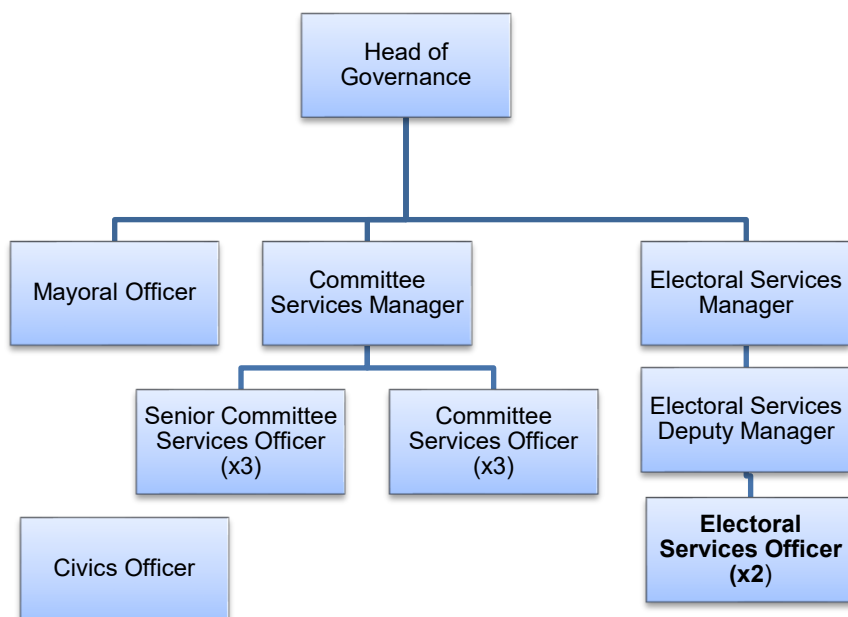 Head of
Governance
Mayoral Officer
Committee
Services Manager
Electoral Services
Manager
Senior Committee
Services Officer
(x3)
Committee
Services Officer
(x3)
Electoral Services
Deputy Manager
Civics Officer
Electoral
Services Officer
(x2)